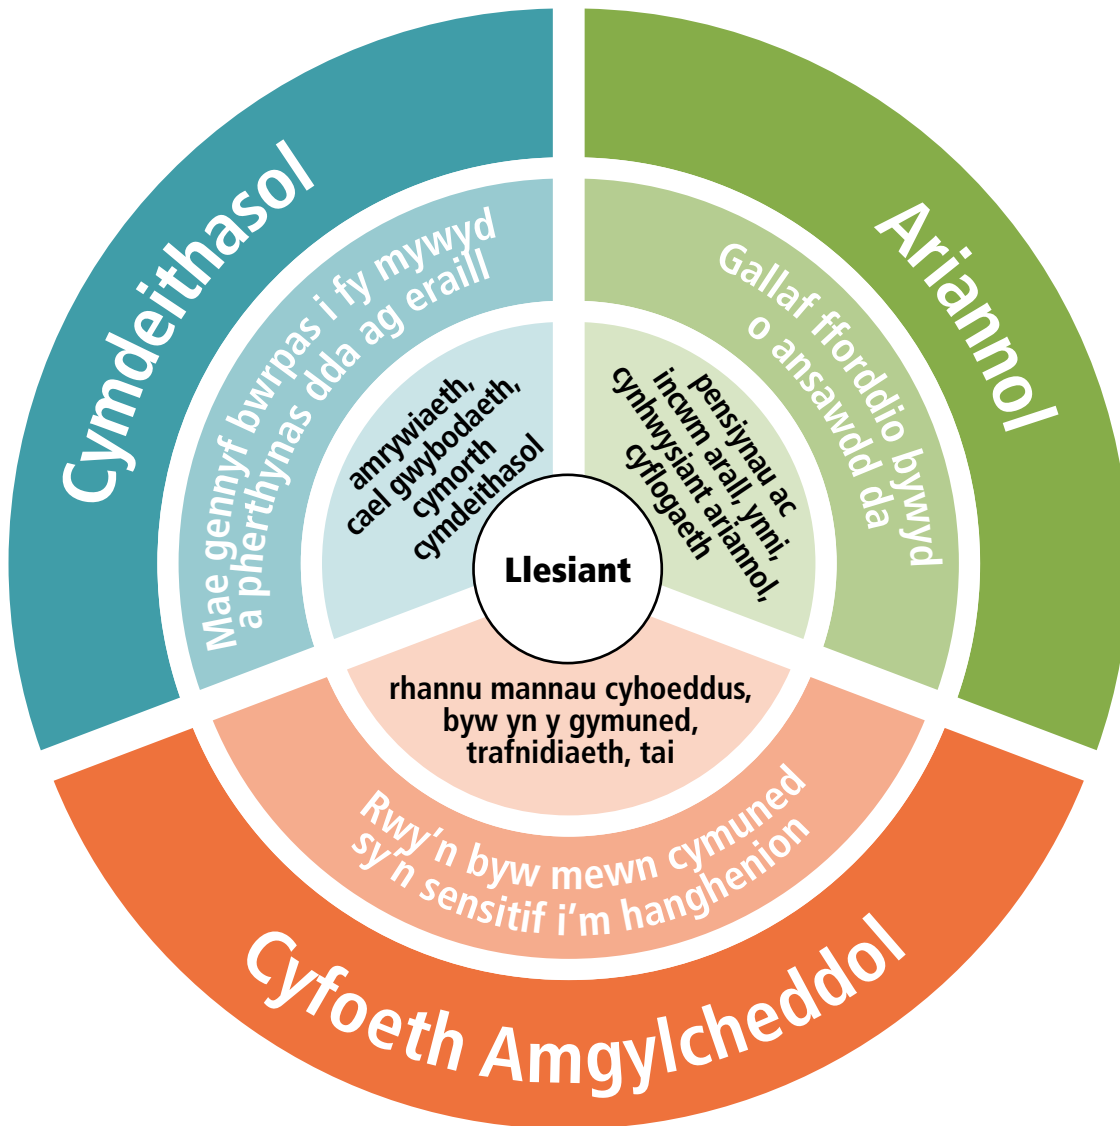 Cymdeithasol
Mae gennyf bwrpas i fy mywyd
a pherthynas dda ag eraill
amrywiaeth,
cael gwybodaeth,
cymorth
cymdeithasol
Ariannol
Gallaf fforddio bywyd
o ansawdd da
pensiynau ac
incwm arall, ynni,
cynhwysiant ariannol,
cyflogaeth
Llesiant
rhannu mannau cyhoeddus,
byw yn y gymuned,
trafnidiaeth, tai
Rwy'n byw mewn cymuned
sy'n sensitif i'm hanghenion
Cyfoeth Amgylcheddol